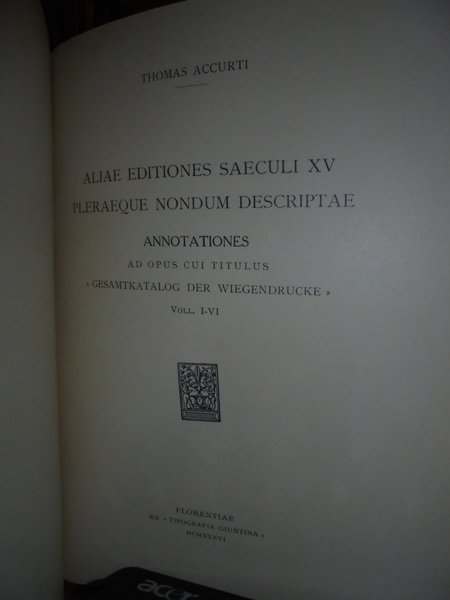 THOMAS ACCURTI
ALIAE EDITIONES SAECULI XV
PLERAEQUE NONDUM DESCRIPTAE
ANNOTATIONES
AD OPUS CUI TITULUS
« GESAMTKATALOG DER WIEGENDRUCKE »
VOLL. I-VI
FLORENTIAE
EX « TIPOGRAFIA GIUNTINA »
MCMXXXVI
acer